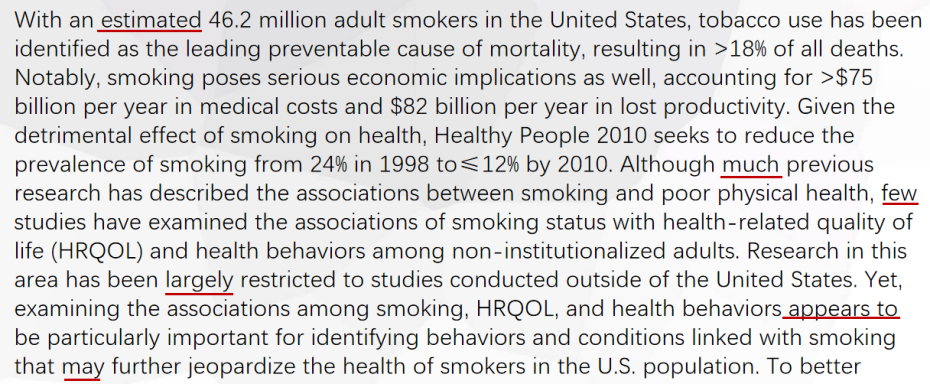 With an estimated 46.2 million adult smokers in the United States, tobacco use has been
identified as the leading preventable cause of mortality, resulting in >18% of all deaths.
Notably, smoking poses serious economic implications as well, accounting for >$75
billion per year in medical costs and $82 billion per year in lost productivity. Given the
detrimental effect of smoking on health, Healthy People 2010 seeks to reduce the
prevalence of smoking from 24% in 1998 to≤12% by 2010. Although much previous
research has described the associations between smoking and poor physical health, few
studies have examined the associations of smoking status with health-related quality of
life (HRQOL) and health behaviors among non-institutionalized adults. Research in this
area has been largely restricted to studies conducted outside of the United States. Yet,
examining the associations among smoking, HRQOL, and health behaviors appears to
be particularly important for identifying behaviors and conditions linked with smoking
that may further jeopardize the health of smokers in the U.S. population. To better